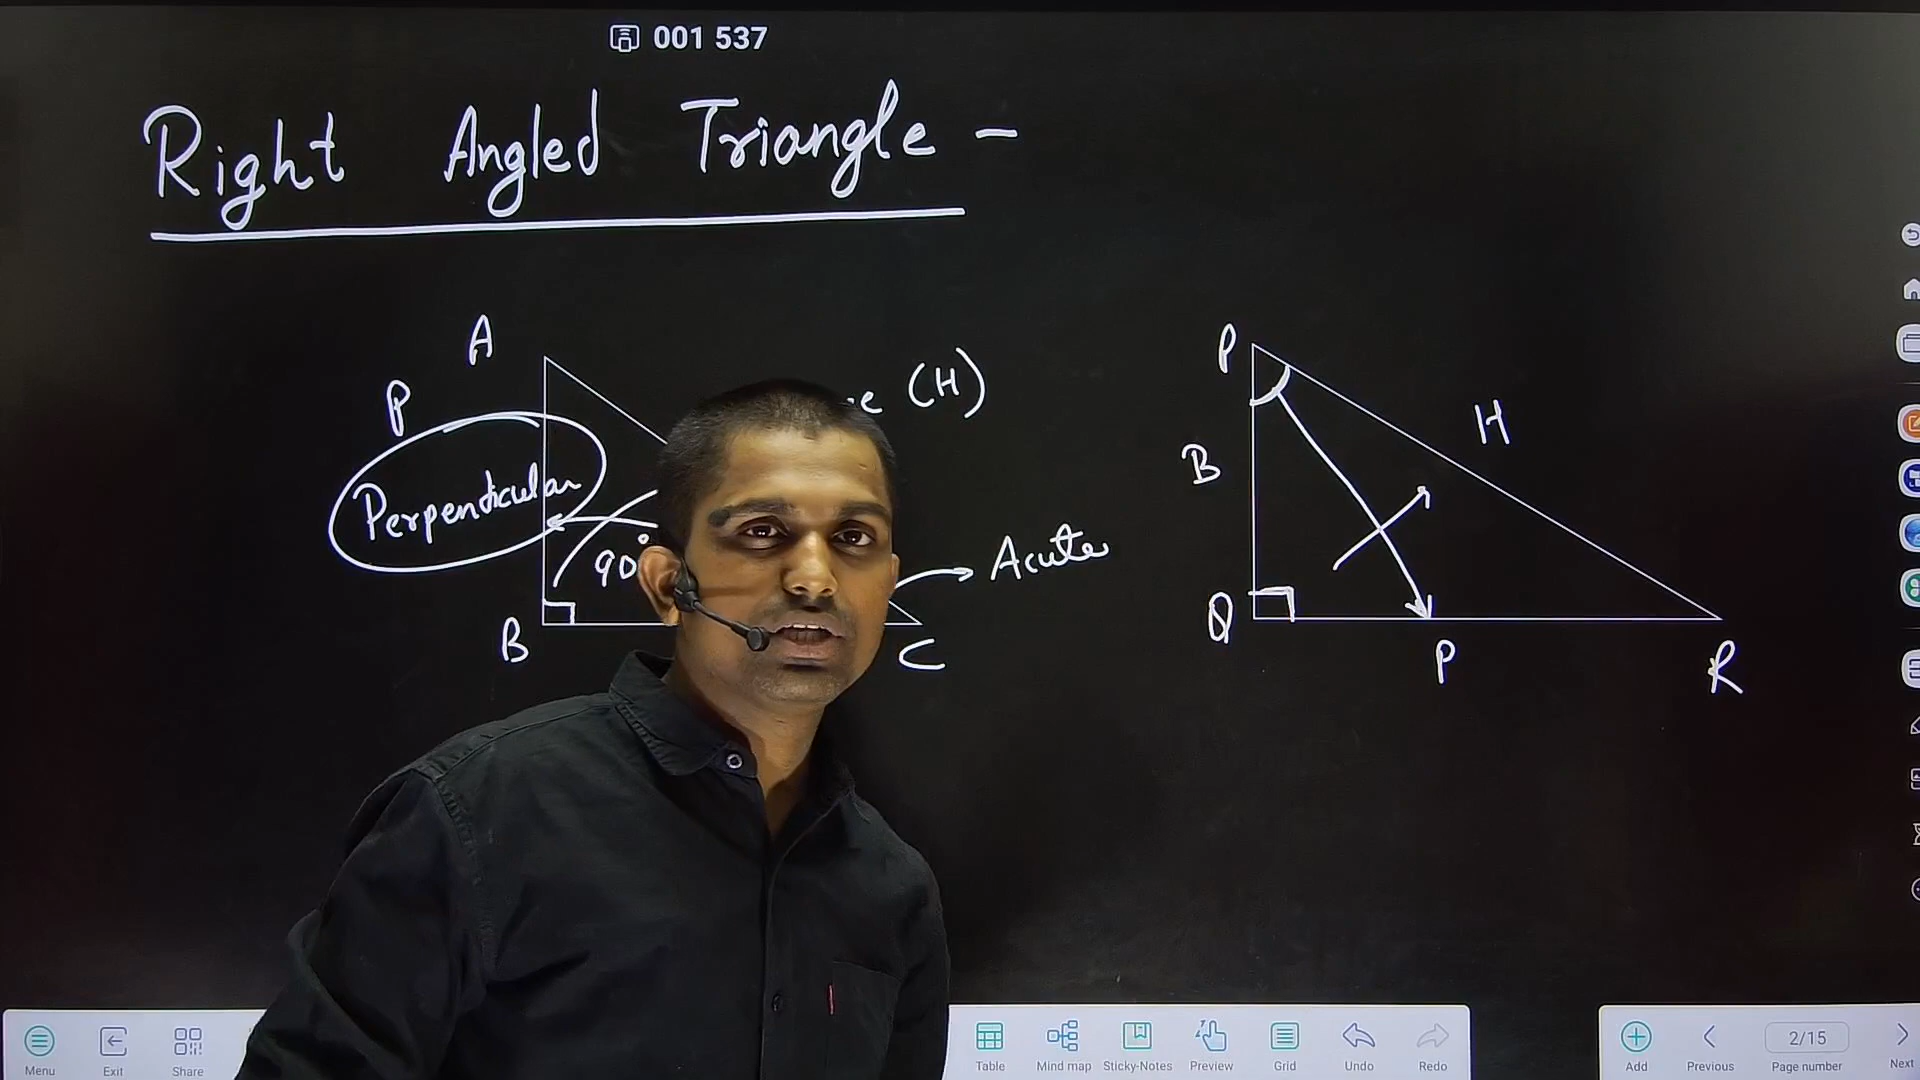 001 537
Right Angled Triangle -
A
P
(H)
Perpendicular
90°
Acute
B
C
P
H
B
Q
P
R
Menu
Exit
Share
Table
Mind map
Sticky-Notes
Preview
Grid
Undo
Redo
Add
Previous
2/15
Page number
Next